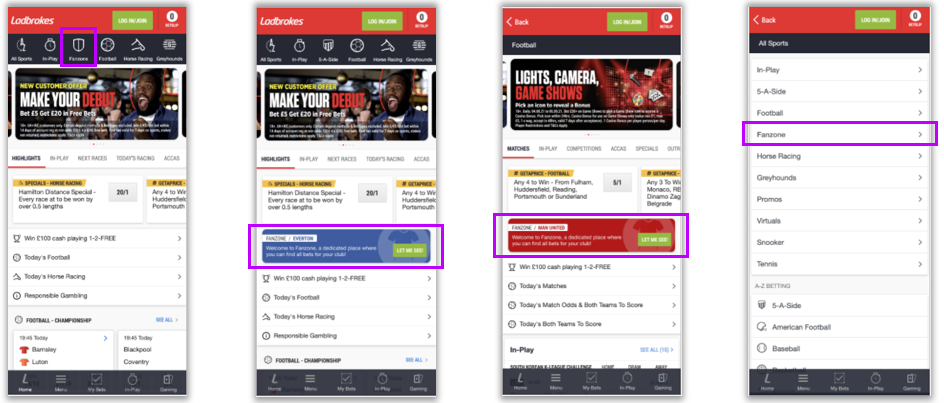 Ladbrokes
LOG IN/JOIN
0
BETSLIP
All Sports
In-Play
Fanzone
Football
Horse Racing
Greyhounds
NEW CUSTOMER OFFER
MAKE YOUR DEBUT
Bet £5 Get £20 in Free Bets
HIGHLIGHTS
IN-PLAY
NEXT RACES
TODAY'S RACING
ACCAS
SPECIALS - HORSE RACING
Hamilton Distance Special -
Every race at to be won by
over 0.5 lengths
20/1
# GETAPRICE
Any 4 to W
Huddersfield
Portsmouth
Win £100 cash playing 1-2-FREE
Today's Football
Today's Horse Racing
Responsible Gambling
FOOTBALL - CHAMPIONSHIP
SEE ALL
19:45 Today
Barnsley
Luton
19:45 Today
Blackpool
Coventry
Home
Menu
My Bets
In-Play
Gaming
Ladbrokes
LOG IN/JOIN
0
BETSLIP
All Sports
In-Play
5-A-Side
Football
Horse Racing
Greyhounds
NEW CUSTOMER OFFER
MAKE YOUR DEBUT
Bet £5 Get £20 in Free Bets
HIGHLIGHTS
IN-PLAY
NEXT RACES
TODAY'S RACING
ACCAS
SPECIALS - HORSE RACING
Hamilton Distance Special -
Every race at to be won by
over 0.5 lengths
20/1
# GETAPRICE
Any 4 to W
Huddersfield
Portsmouth
FANZONE / EVERTON
Welcome to Fanzone, a dedicated place where
you can find all bets for your club!
LET ME SEE!
Win £100 cash playing 1-2-FREE
Today's Football
Today's Horse Racing
Responsible Gambling
FOOTBALL - CHAMPIONSHIP
SEE ALL
Home
Menu
My Bets
In-Play
Gaming
Back
LOG IN/JOIN
0
BETSLIP
Football
LIGHTS, CAMERA,
GAME SHOWS
Pick an icon to reveal a Bonus
MATCHES
IN-PLAY
COMPETITIONS
ACCAS
SPECIALS
OUTR
# GETAPRICE - FOOTBALL
Any 4 to Win - From Fulham,
Huddersfield, Reading,
Portsmouth or Sunderland
5/1
# GETAPRICE
Any 3 To Wi
Monaco, RB
Dinamo Zag
Belgrade
FANZONE / MAN UNITED
Welcome to Fanzone, a dedicated place where
you can find all bets for your club!
LET ME SEE!
Win £100 cash playing 1-2-FREE
Today's Matches
Today's Match Odds & Both Teams To Score
Today's Both Teams To Score
In-Play
SEE ALL (16)
SOUTH KOREAN K-LEAGUE CHALLENGE
HOME
DRAW
AWAY
Home
Menu
My Bets
In-Play
Gaming
Back
LOG IN/JOIN
0
BETSLIP
All Sports
In-Play
5-A-Side
Football
Fanzone
Horse Racing
Greyhounds
Promos
Virtuals
Snooker
Tennis
A-Z BETTING
5-A-Side
American Football
Baseball
Home
Menu
My Bets
In-Play
Gaming